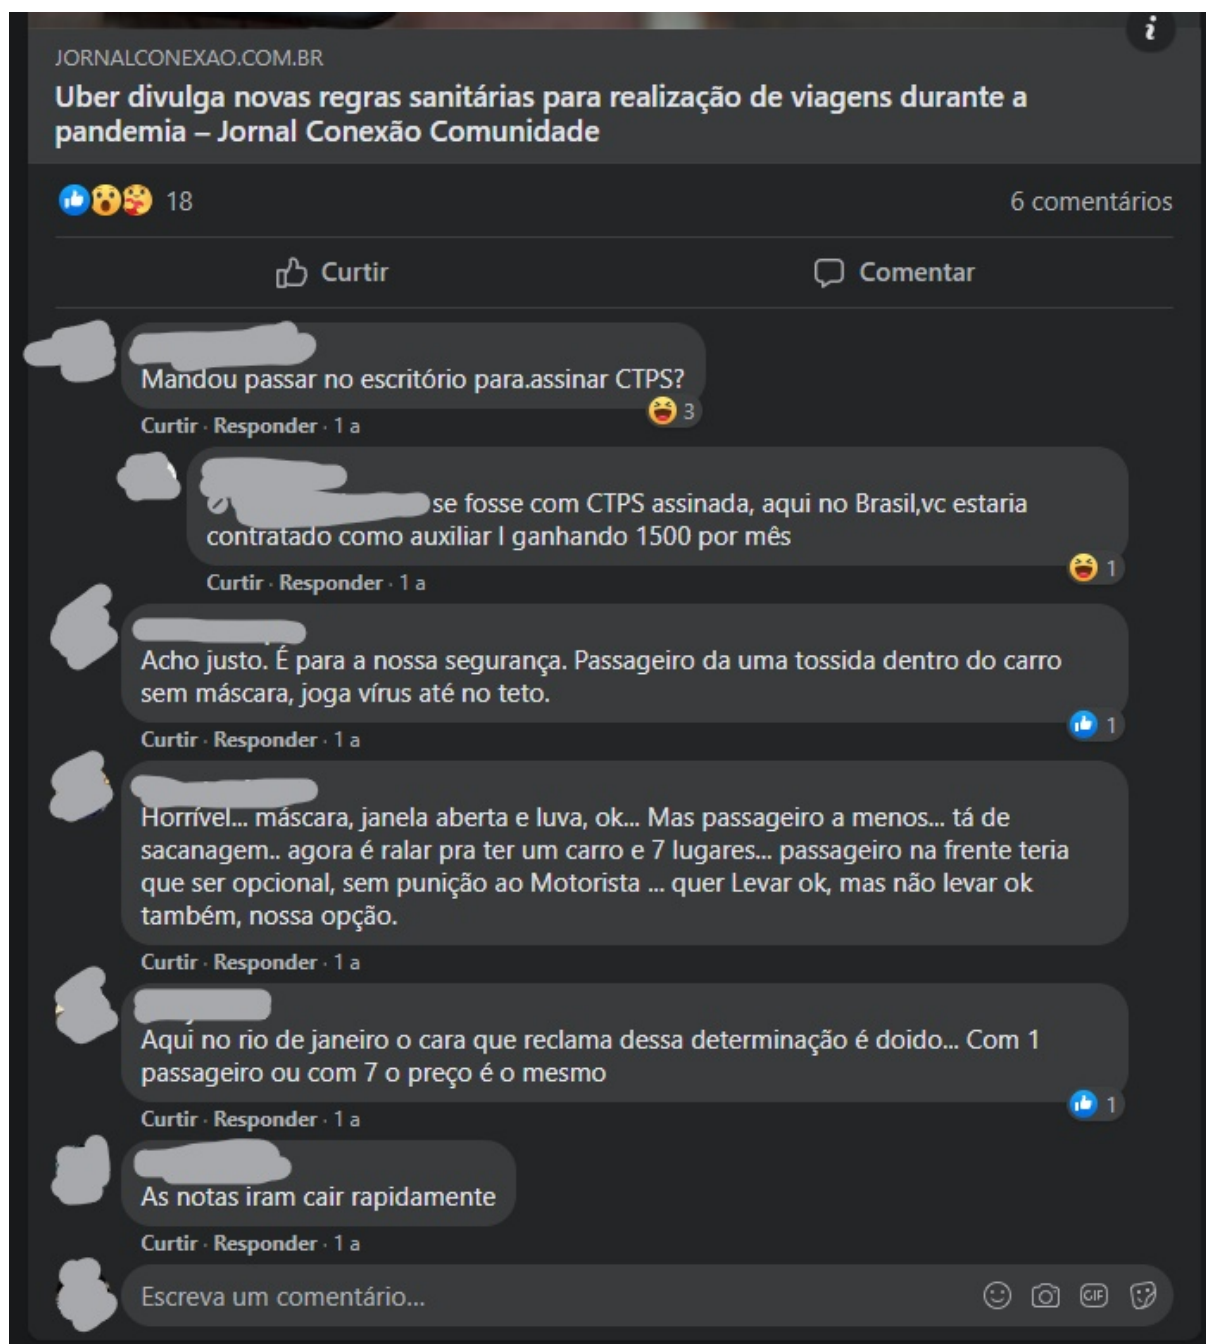 JORNALCONEXAO.COM.BR
Uber divulga novas regras sanitárias para realização de viagens durante a
pandemia – Jornal Conexão Comunidade
18
6 comentários
Curtir
Comentar
Mandou passar no escritório para.assinar CTPS?
3
Curtir · Responder · 1 a
se fosse com CTPS assinada, aqui no Brasil,vc estaria
contratado como auxiliar I ganhando 1500 por mês
1
Curtir · Responder · 1 a
Acho justo. É para a nossa segurança. Passageiro da uma tossida dentro do carro
sem máscara, joga vírus até no teto.
1
Curtir · Responder · 1 a
Horrível... máscara, janela aberta e luva, ok... Mas passageiro a menos... tá de
sacanagem.. agora é ralar pra ter um carro e 7 lugares... passageiro na frente teria
que ser opcional, sem punição ao Motorista ... quer Levar ok, mas não levar ok
também, nossa opção.
Curtir · Responder · 1 a
Aqui no rio de janeiro o cara que reclama dessa determinação é doido... Com 1
passageiro ou com 7 o preço é o mesmo
1
Curtir · Responder · 1 a
As notas iram cair rapidamente
Curtir · Responder · 1 a
Escreva um comentário...
GIF